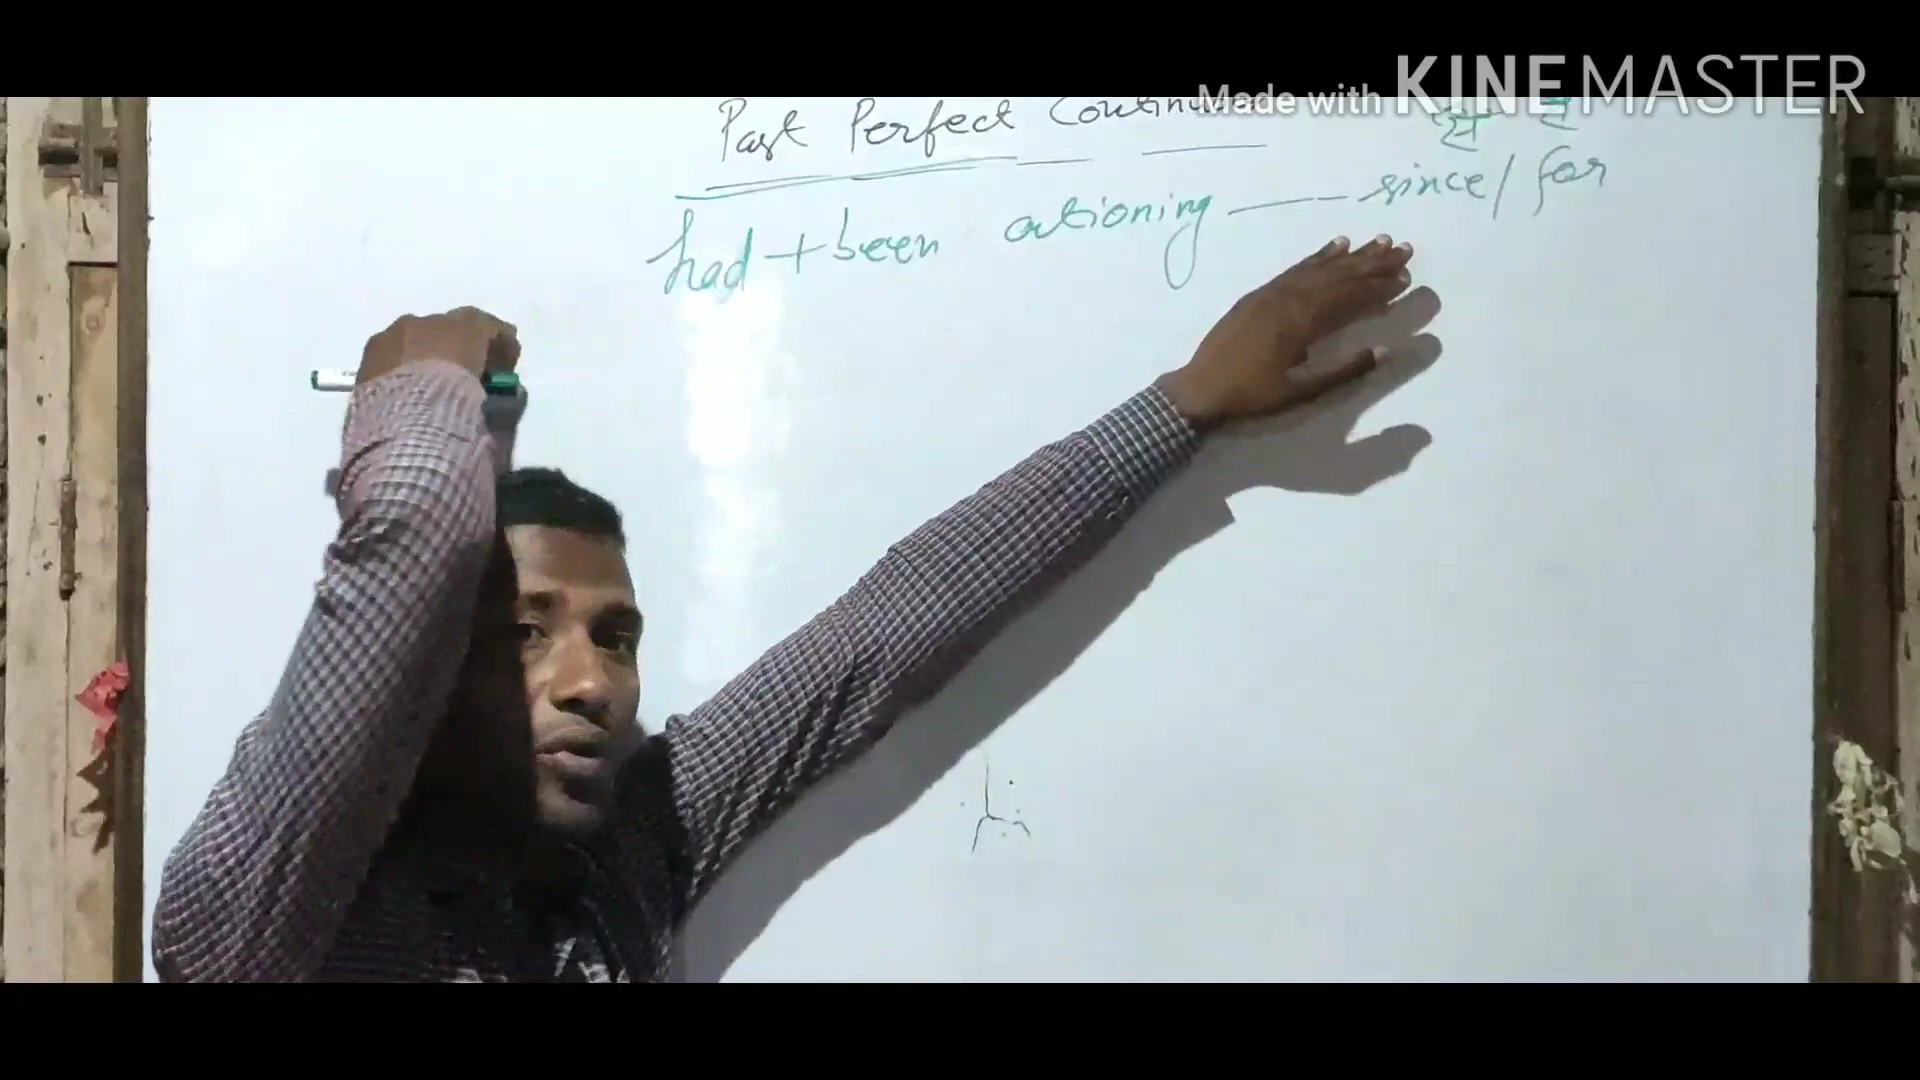 Made with KINEMASTER
Past Perfect Continuous
से
had + been actioning —— since / for